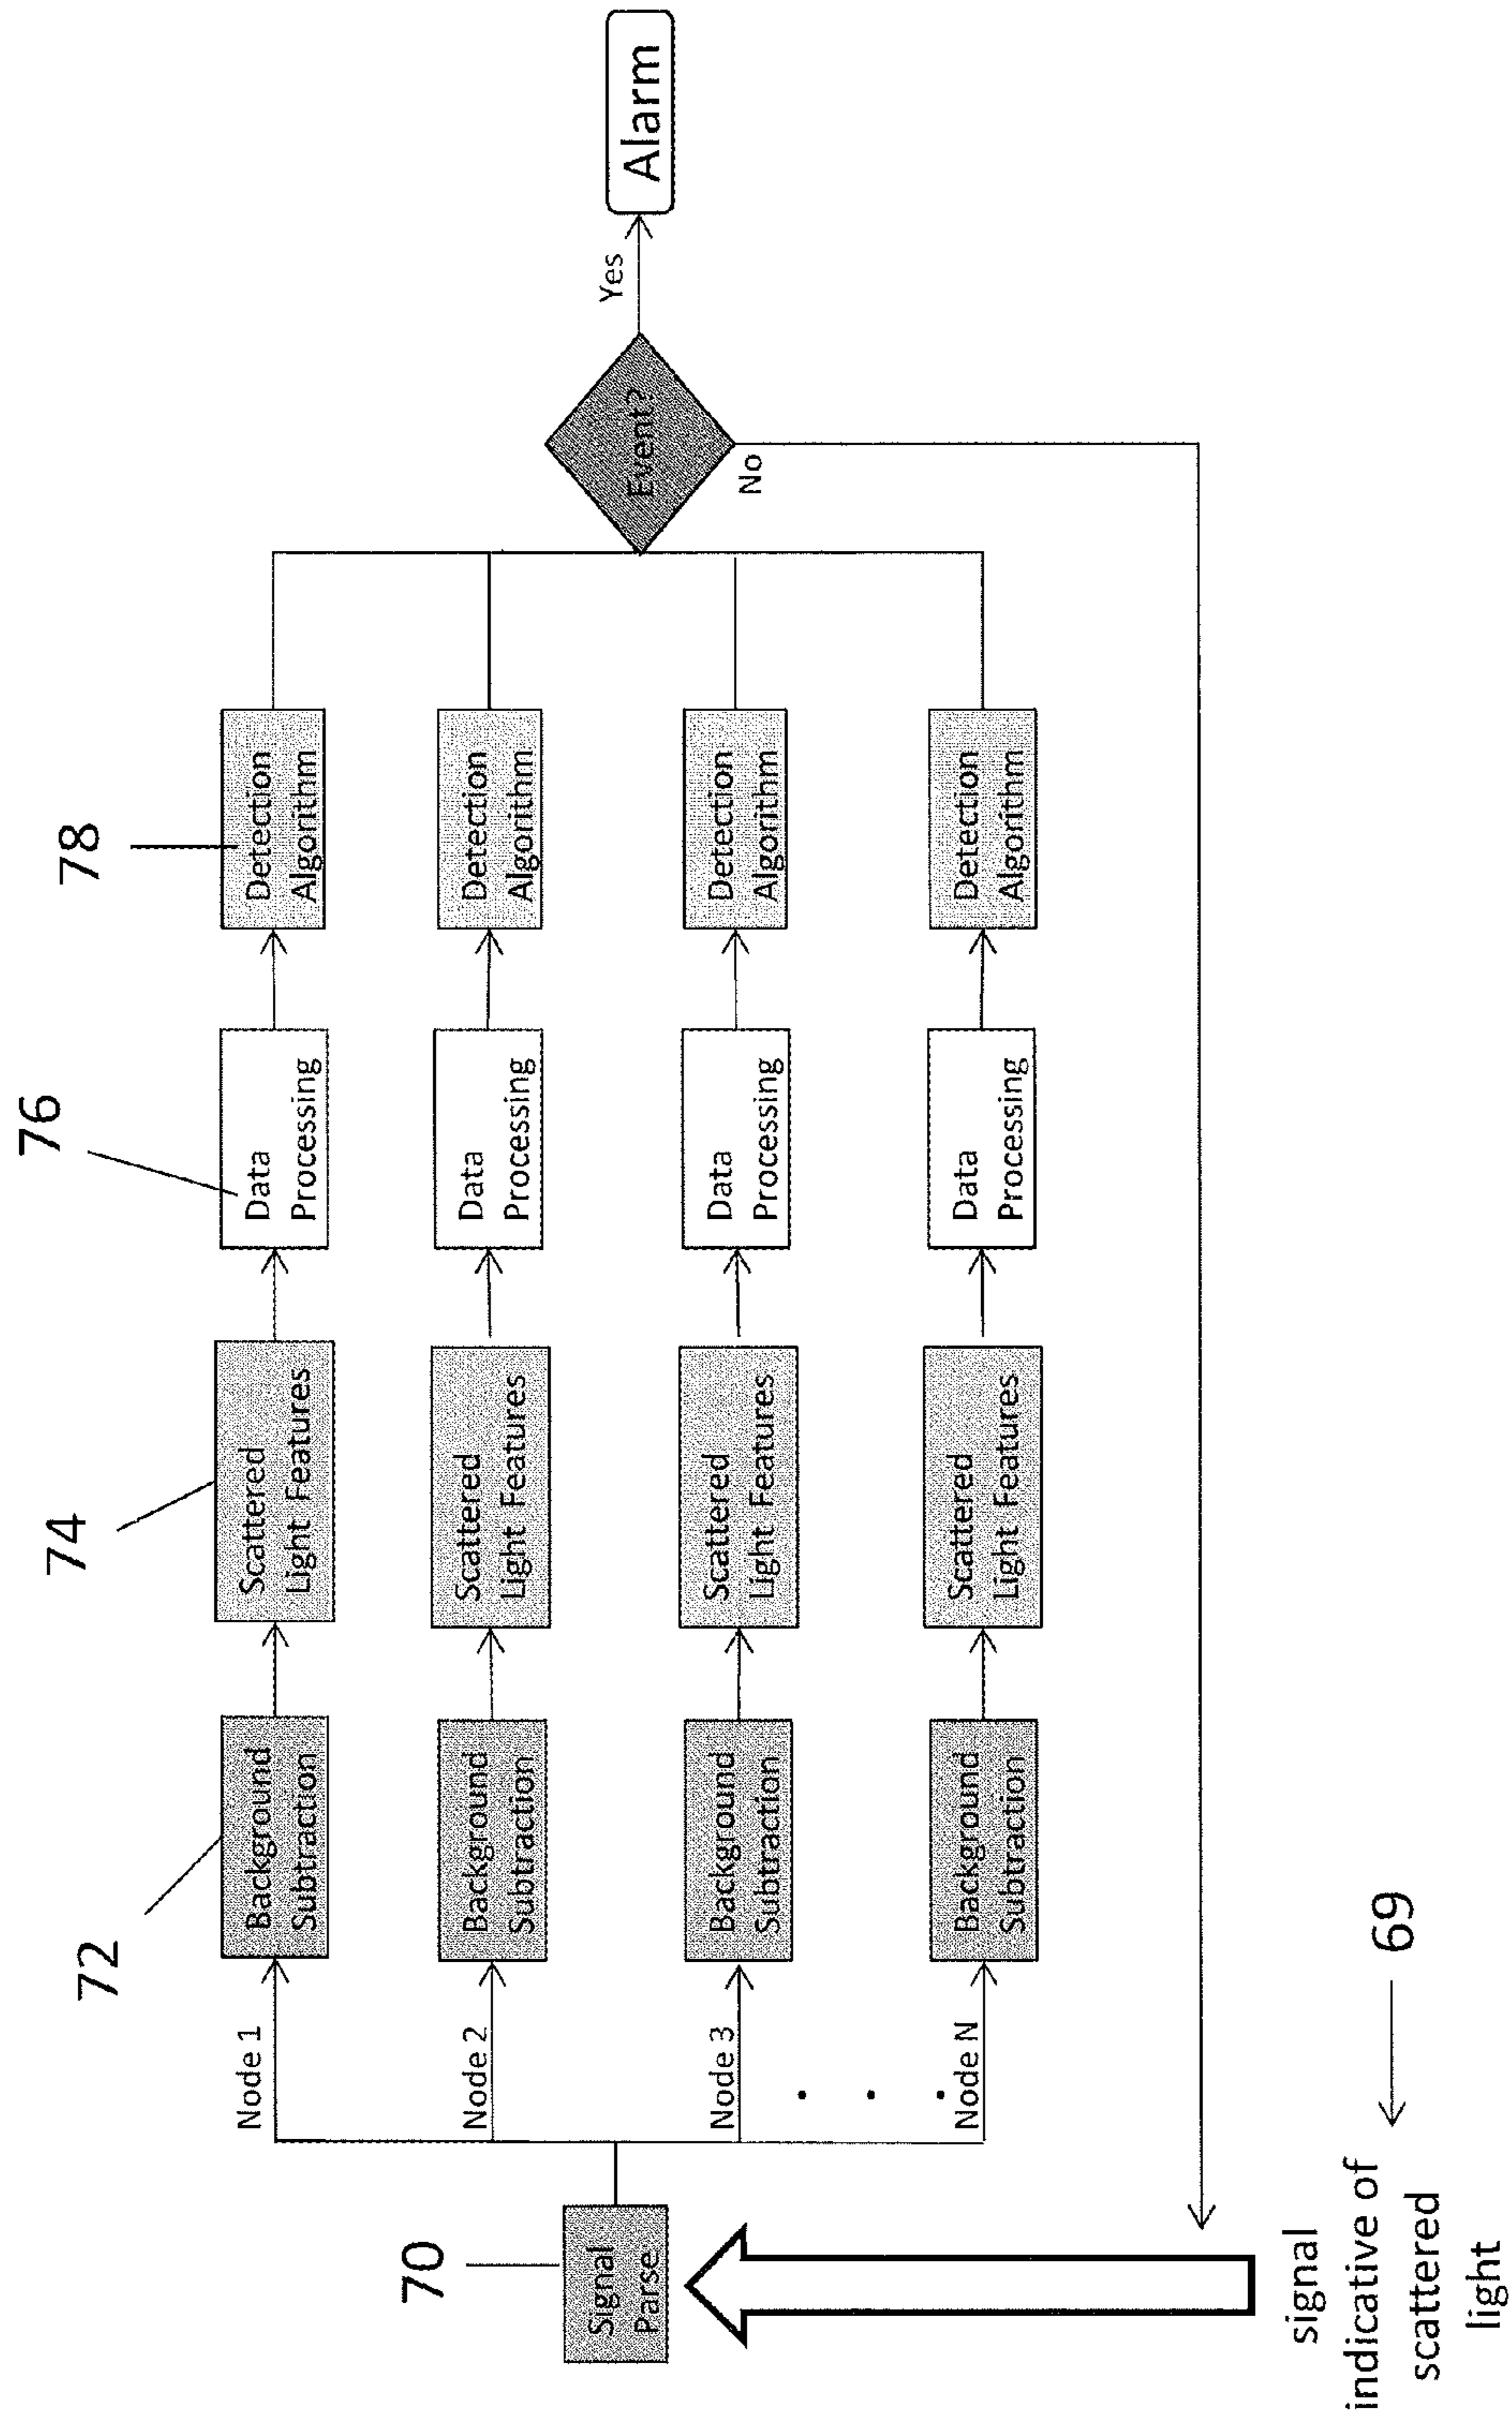 72
74
76
78
Node 1
Background
Subtraction
Scattered
Light Features
Data
Processing
Detection
Algorithm
Node 2
Background
Subtraction
Scattered
Light Features
Data
Processing
Detection
Algorithm
70
Signal
Parse
Event?
Yes
Alarm
No
Node 3
Background
Subtraction
Scattered
Light Features
Data
Processing
Detection
Algorithm
Node N
Background
Subtraction
Scattered
Light Features
Data
Processing
Detection
Algorithm
signal
indicative of
scattered
light
69